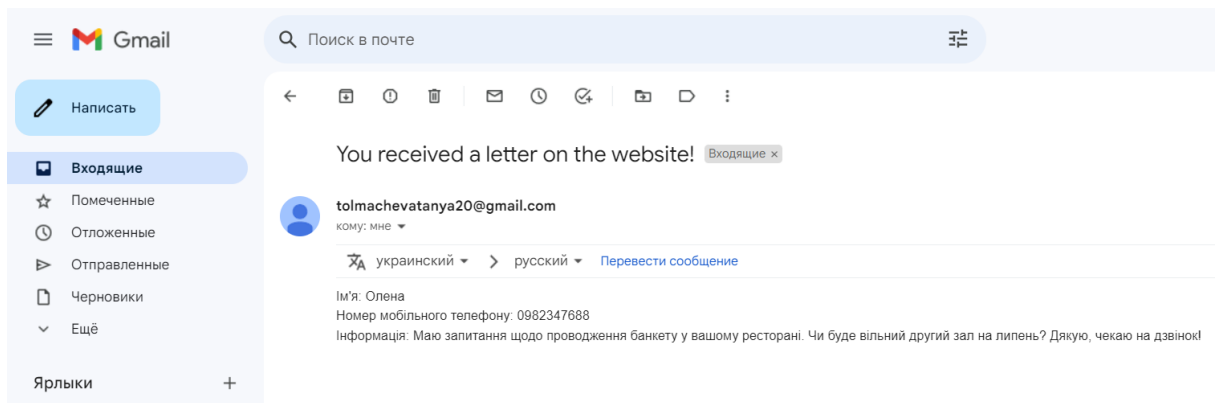 Gmail
Поиск в почте
Написать
Входящие
Помеченные
Отложенные
Отправленные
Черновики
Ещё
Ярлыки
You received a letter on the website! Входящие ×
tolmachevatanya20@gmail.com
кому: мне
украинский русский Перевести сообщение
Ім'я: Олена
Номер мобільного телефону: 0982347688
Інформація: Маю запитання щодо проводження банкету у вашому ресторані. Чи буде вільний другий зал на липень? Дякую, чекаю на дзвінок!